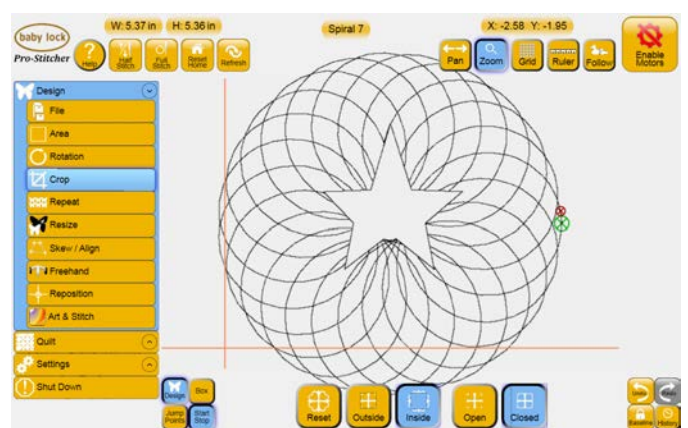 W: 5.37 in H: 5.36 in
Spiral 7
X: -2.58 Y: -1.95
baby lock
Pro-Stitcher
Help
Half Stitch
Full Stitch
Reset Home
Refresh
Pan
Zoom
Grid
Ruler
Follow
Enable Motors
Design
File
Area
Rotation
Crop
Repeat
Resize
Skew / Align
Freehand
Reposition
Art & Stitch
Quilt
Settings
Shut Down
Design
Box
Jump Points
Start Stop
Reset
Outside
Inside
Open
Closed
Undo
Redo
Baseline
History